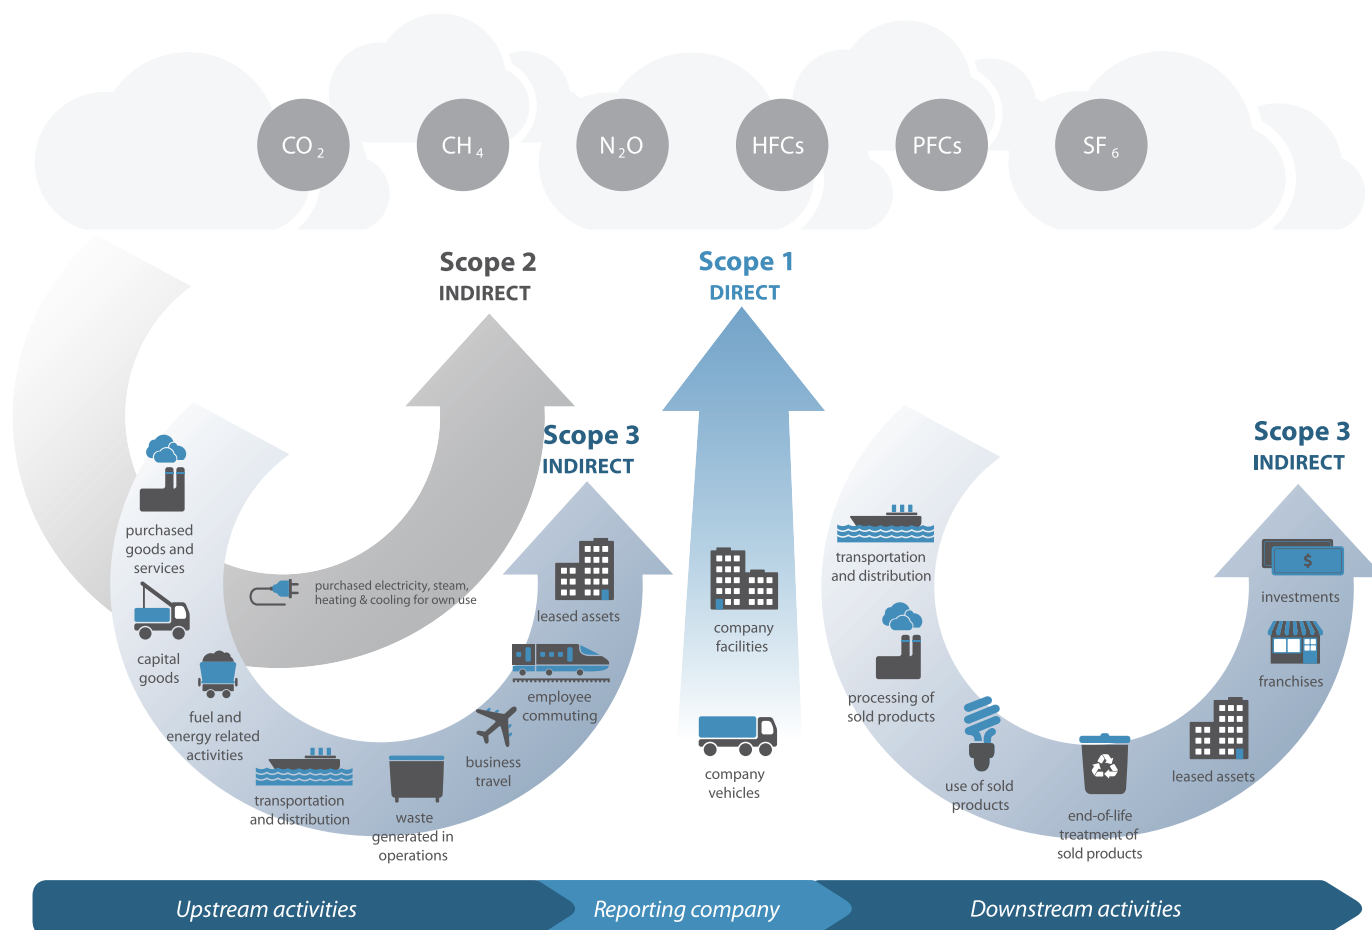 CO₂
CH₄
N₂O
HFCs
PFCs
SF₆
Scope 2
INDIRECT
Scope 1
DIRECT
Scope 3
INDIRECT
Scope 3
INDIRECT
purchased
goods and
services
capital
goods
fuel and
energy related
activities
transportation
and distribution
waste
generated in
operations
business
travel
employee
commuting
leased assets
purchased electricity, steam,
heating & cooling for own use
company
facilities
company
vehicles
transportation
and distribution
processing of
sold products
use of sold
products
end-of-life
treatment of
sold products
leased assets
franchises
$
investments
Upstream activities
Reporting company
Downstream activities